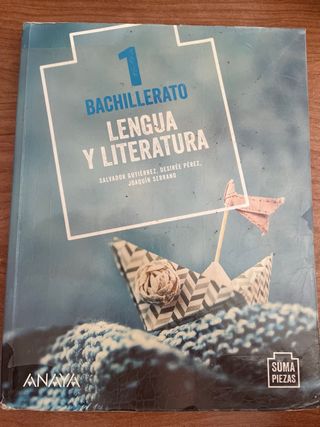 1
BACHILLERATO
LENGUA
Y LITERATURA
SALVADOR GUTIÉRREZ, DESIRÉE PÉREZ,
JOAQUÍN SERRANO
ANAYA
SUMA
PIEZAS